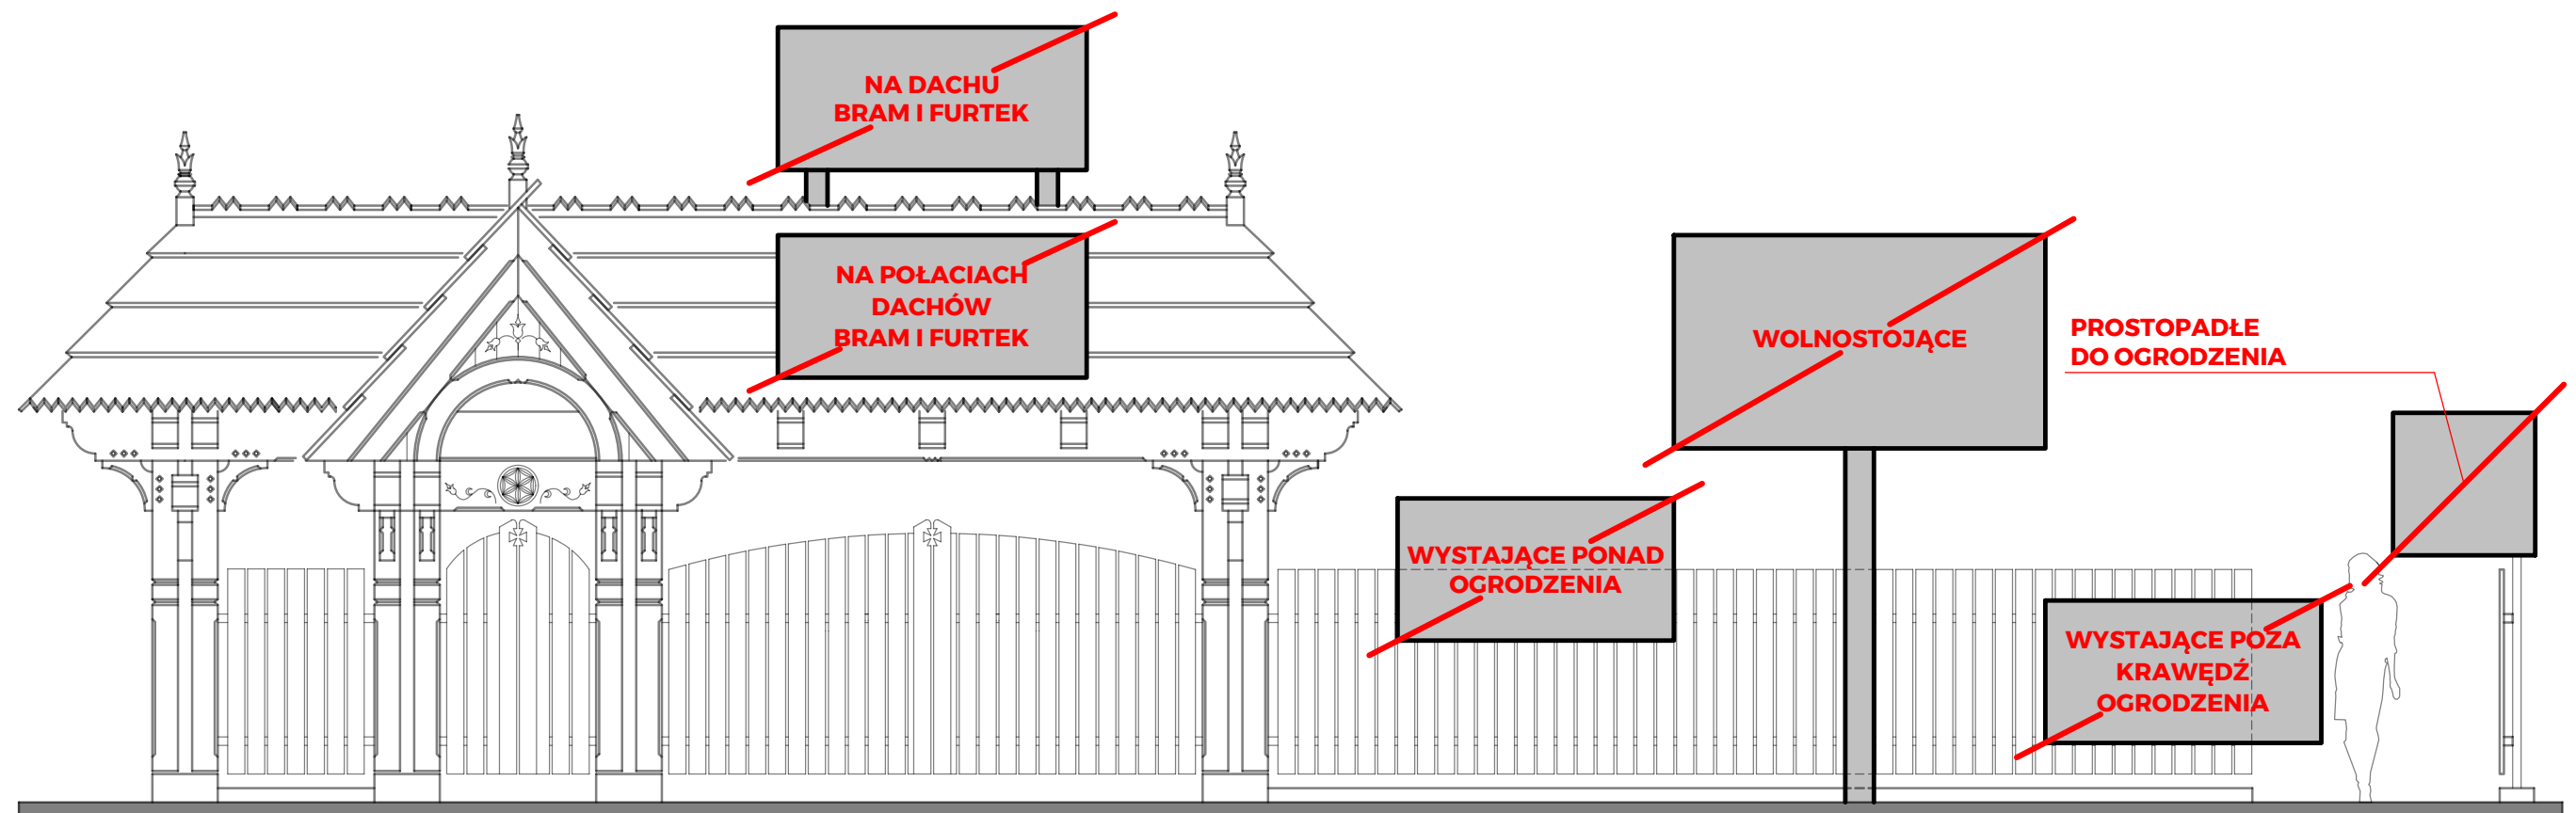 NA DACHU
BRAM I FURTEK
NA POŁACIACH
DACHÓW
BRAM I FURTEK
WOLNOSTOJĄCE
PROSTOPADŁE
DO OGRODZENIA
WYSTAJĄCE PONAD
OGRODZENIA
WYSTAJĄCE POZA
KRAWĘDŹ
OGRODZENIA